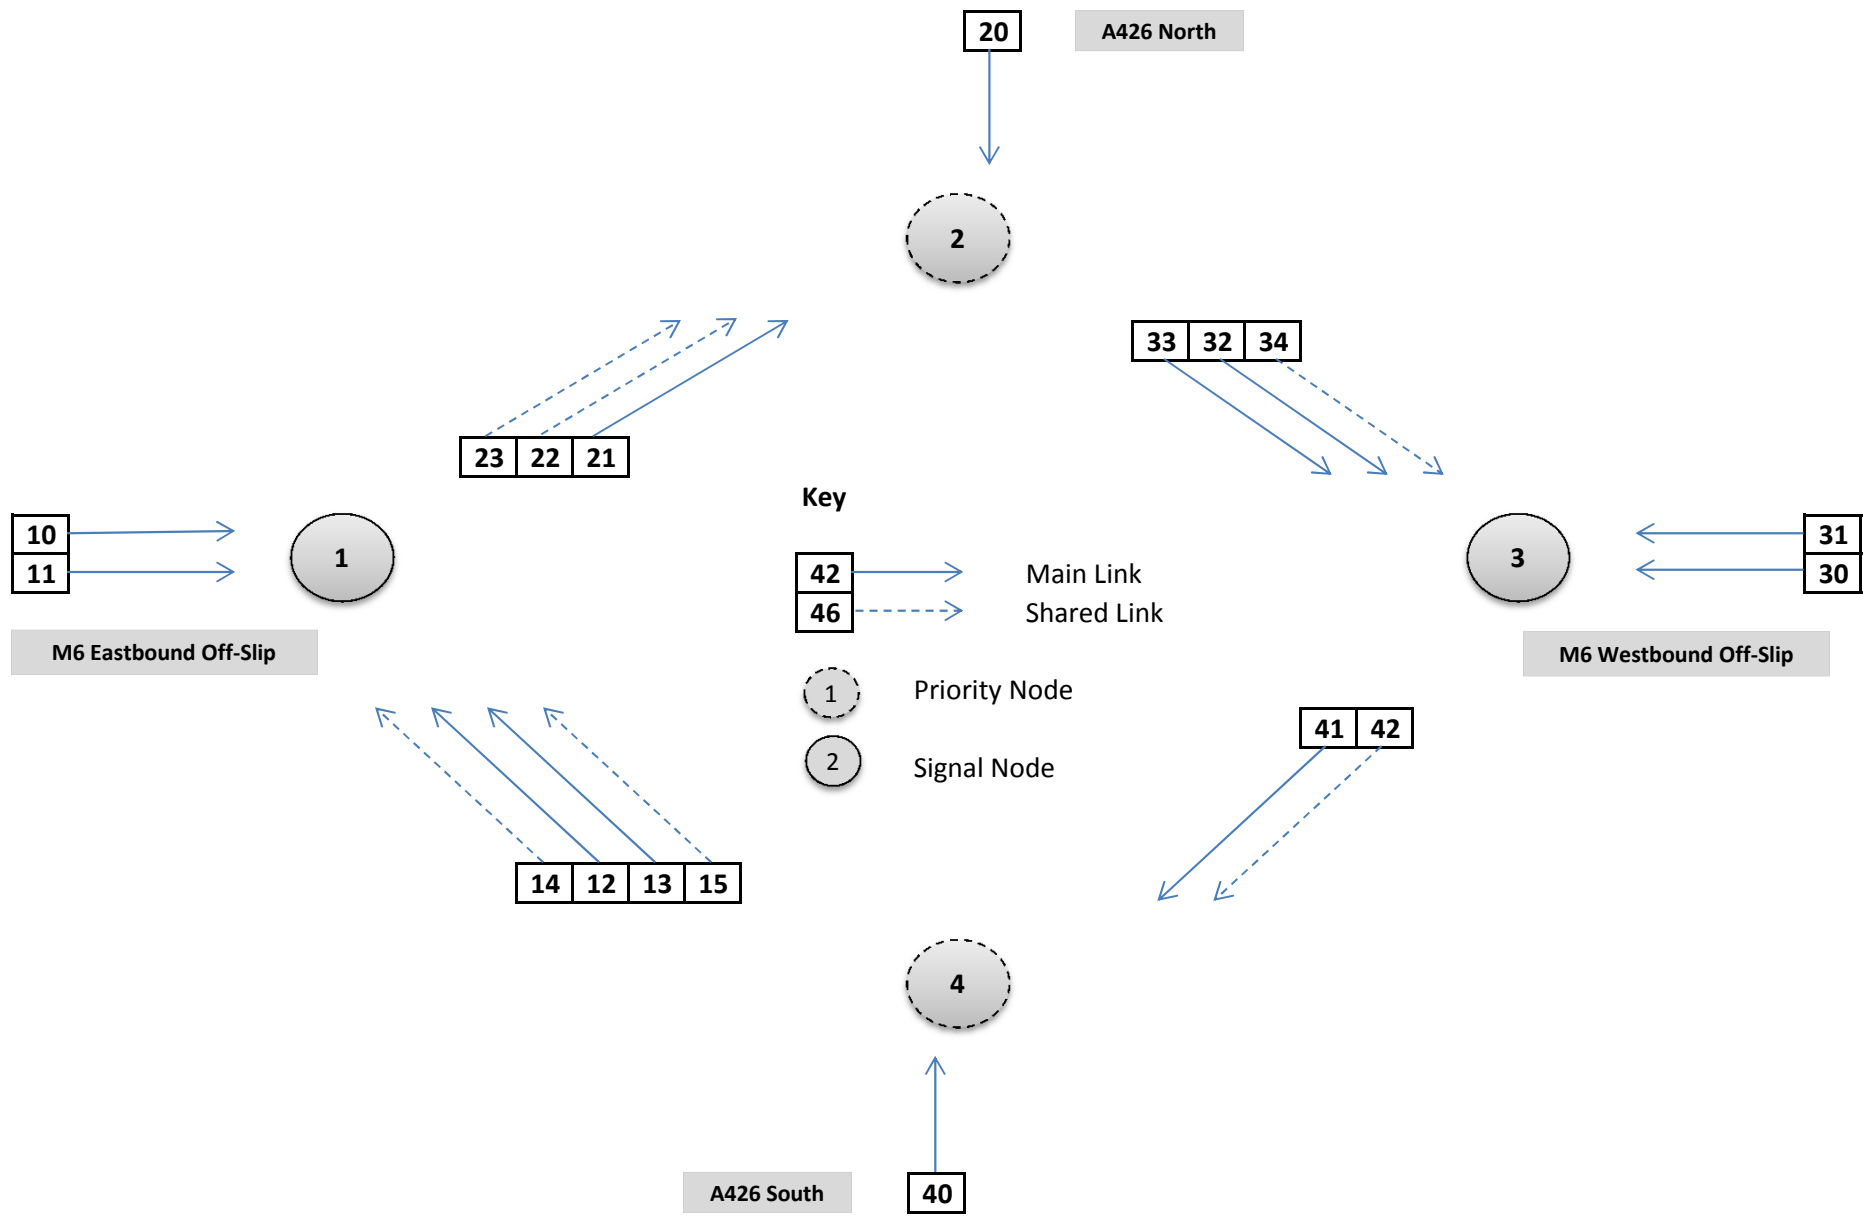 20 A426 North
2
33 32 34
23 22 21
Key
10
11
1
42 Main Link
46 Shared Link
3
31
30
M6 Eastbound Off-Slip
M6 Westbound Off-Slip
1 Priority Node
2 Signal Node
41 42
14 12 13 15
4
A426 South 40